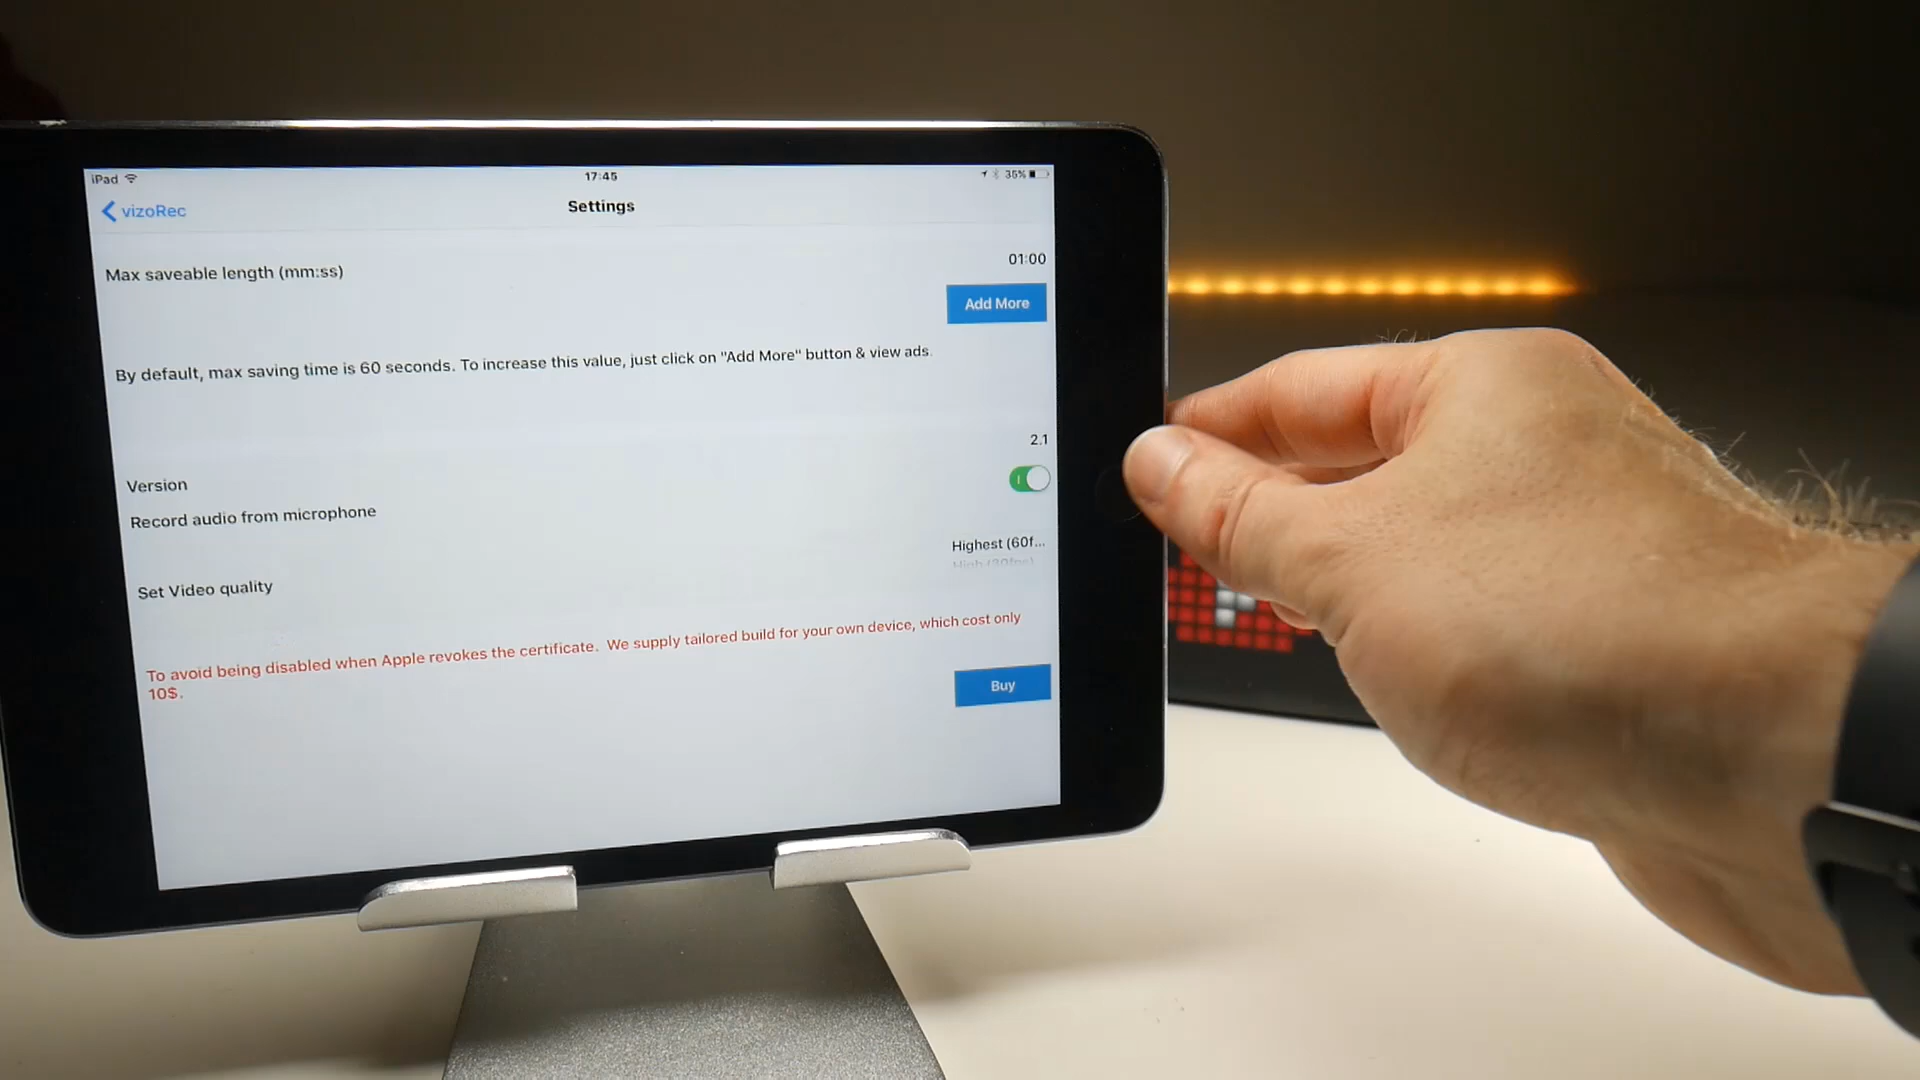 iPad
17:45
35%
vizoRec
Settings
Max saveable length (mm:ss)
01:00
Add More
By default, max saving time is 60 seconds. To increase this value, just click on "Add More" button & view ads.
2.1
Version
Record audio from microphone
Highest (60f...
High (30fps)
Set Video quality
To avoid being disabled when Apple revokes the certificate. We supply tailored build for your own device, which cost only
10$.
Buy